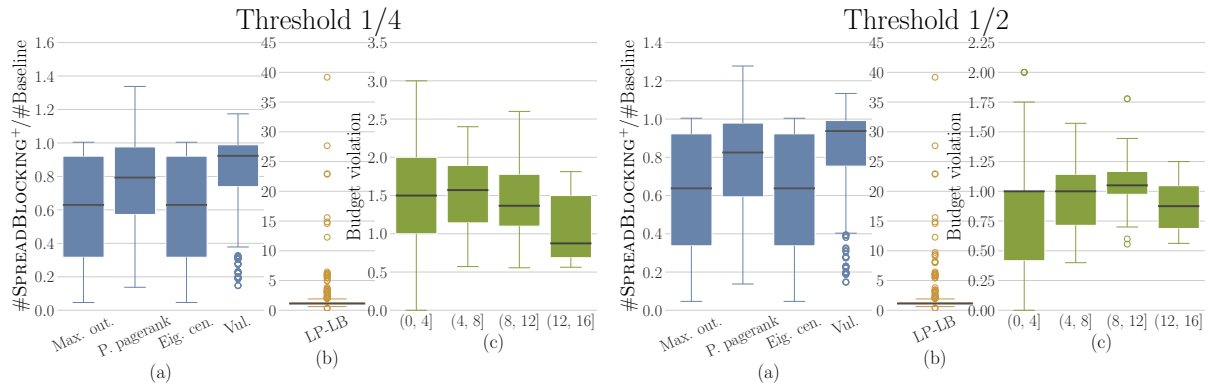 Threshold 1/4
#SPREADBLOCKING⁺/#Baseline
1.6
1.4
1.2
1.0
0.8
0.6
0.4
0.2
0.0
Max. out.
P. pagerank
Eig. cen.
Vul.
(a)
45
40
35
30
25
20
15
10
5
0
LP-LB
(b)
Budget violation
3.5
3.0
2.5
2.0
1.5
1.0
0.5
0.0
(0, 4]
(4, 8]
(8, 12]
(12, 16]
(c)
Threshold 1/2
#SPREADBLOCKING⁺/#Baseline
1.4
1.2
1.0
0.8
0.6
0.4
0.2
0.0
Max. out.
P. pagerank
Eig. cen.
Vul.
(a)
45
40
35
30
25
20
15
10
5
0
LP-LB
(b)
Budget violation
2.25
2.00
1.75
1.50
1.25
1.00
0.75
0.50
0.25
0.00
(0, 4]
(4, 8]
(8, 12]
(12, 16]
(c)